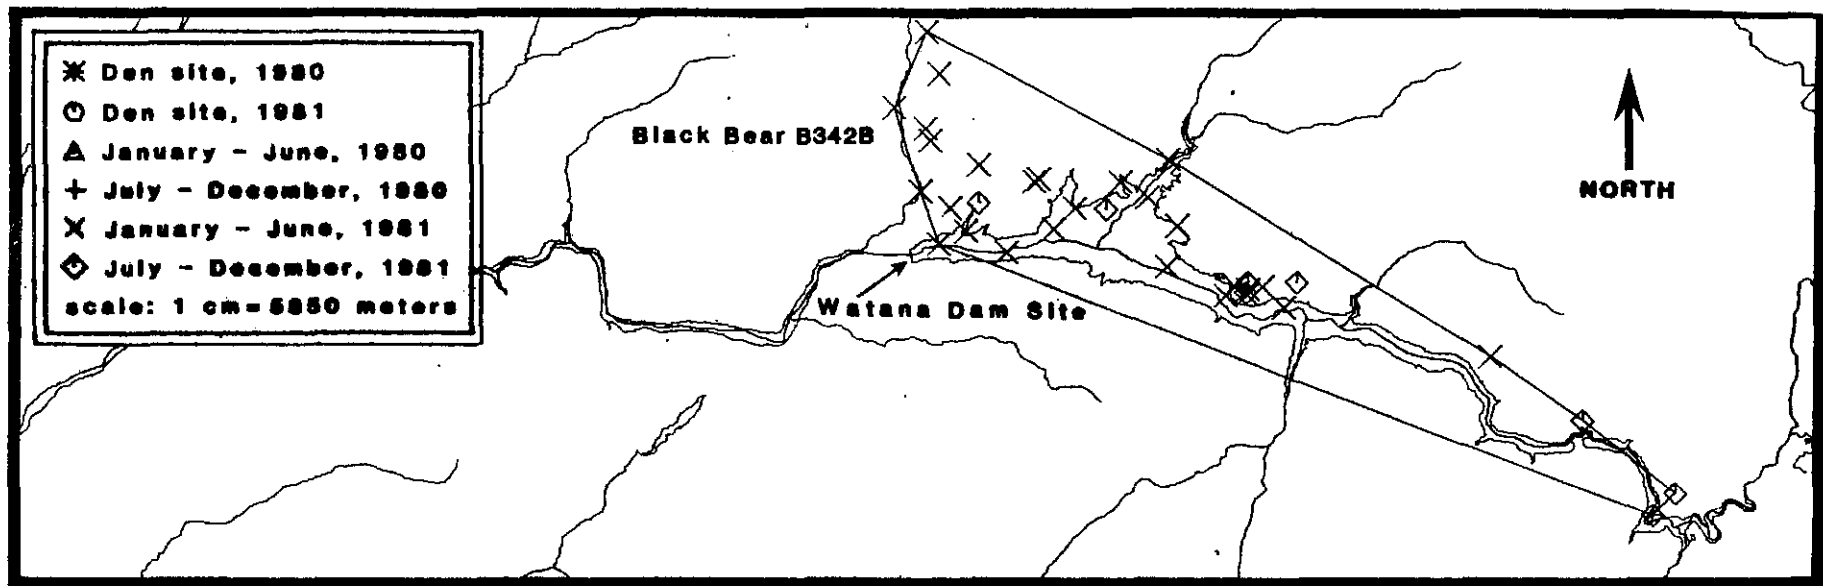 Den site, 1980
Den site, 1981
January - June, 1980
July - December, 1980
January - June, 1981
July - December, 1981
scale: 1 cm=5850 meters
Black Bear B342B
NORTH
Watana Dam Site